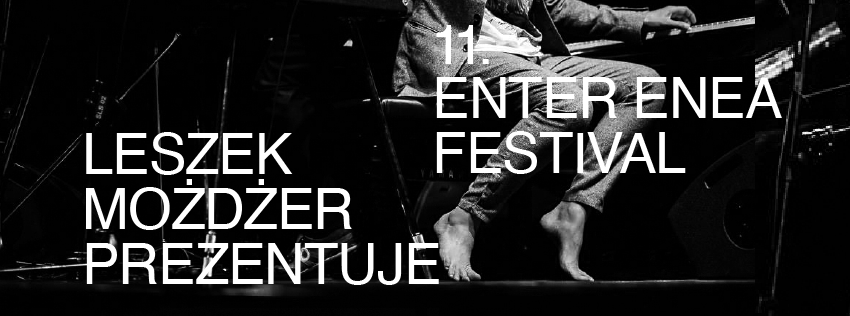 LESZEK
MOŻDŻER
PREZENTUJE
11.
ENTER ENEA
FESTIVAL